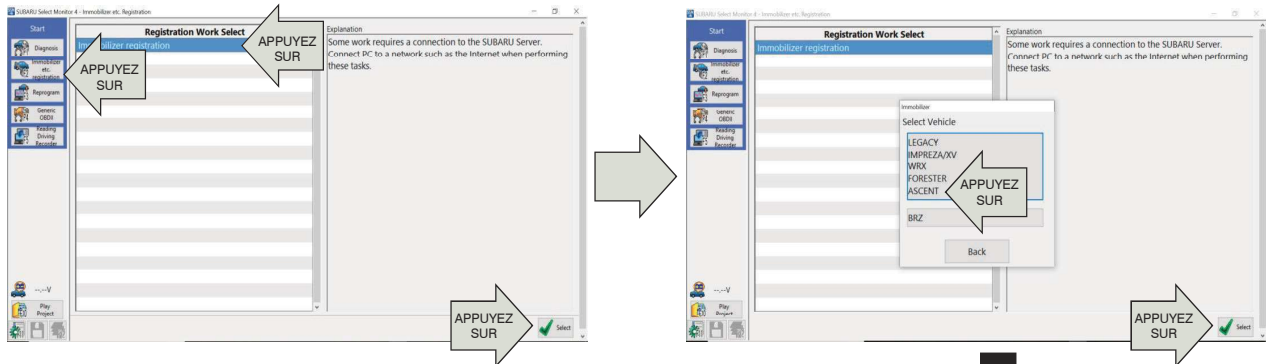 SUBARU Select Monitor 4 - Immobilizer etc. Registration
Start
Diagnosis
Immobilizer
etc.
registration
Reprogram
Generic
OBDII
Reading
Driving
Recorder
--.--V
Play
Project
Registration Work Select
Immobilizer registration
APPUYEZ
SUR
APPUYEZ
SUR
Explanation
Some work requires a connection to the SUBARU Server.
Connect PC to a network such as the Internet when performing
these tasks.
APPUYEZ
SUR
Select
SUBARU Select Monitor 4 - Immobilizer etc. Registration
Start
Diagnosis
Immobilizer
etc.
registration
Reprogram
Generic
OBDII
Reading
Driving
Recorder
--.--V
Play
Project
Registration Work Select
Immobilizer registration
Explanation
Some work requires a connection to the SUBARU Server.
Connect PC to a network such as the Internet when performing
these tasks.
Immobilizer
Select Vehicle
LEGACY
IMPREZA/XV
WRX
FORESTER
ASCENT
APPUYEZ
SUR
BRZ
Back
APPUYEZ
SUR
Select